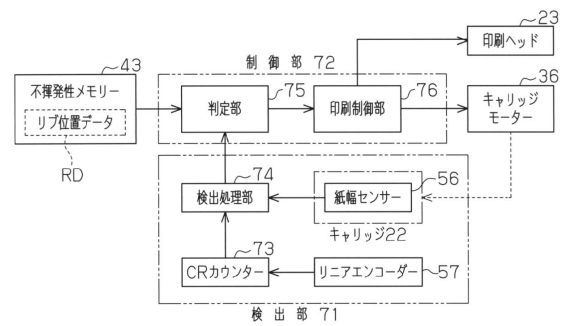 43
不揮発性メモリー
リブ位置データ
RD
制御部 72
75
判定部
76
印刷制御部
23
印刷ヘッド
36
キャリッジ
モーター
74
検出処理部
56
紙幅センサー
キャリッジ22
73
CRカウンター
リニアエンコーダー
57
検出部 71